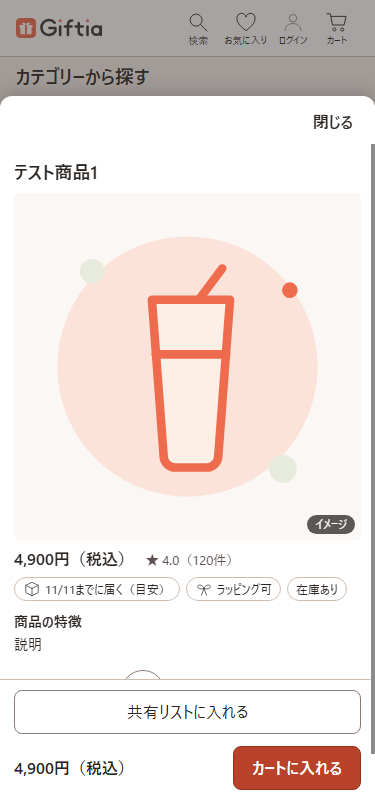 Giftia
検索
お気に入り
ログイン
カート
カテゴリーから探す
閉じる
テスト商品1
イメージ
4,900円（税込）
★ 4.0（120件）
11/11までに届く（目安）
ラッピング可
在庫あり
商品の特徴
説明
共有リストに入れる
4,900円（税込）
カートに入れる